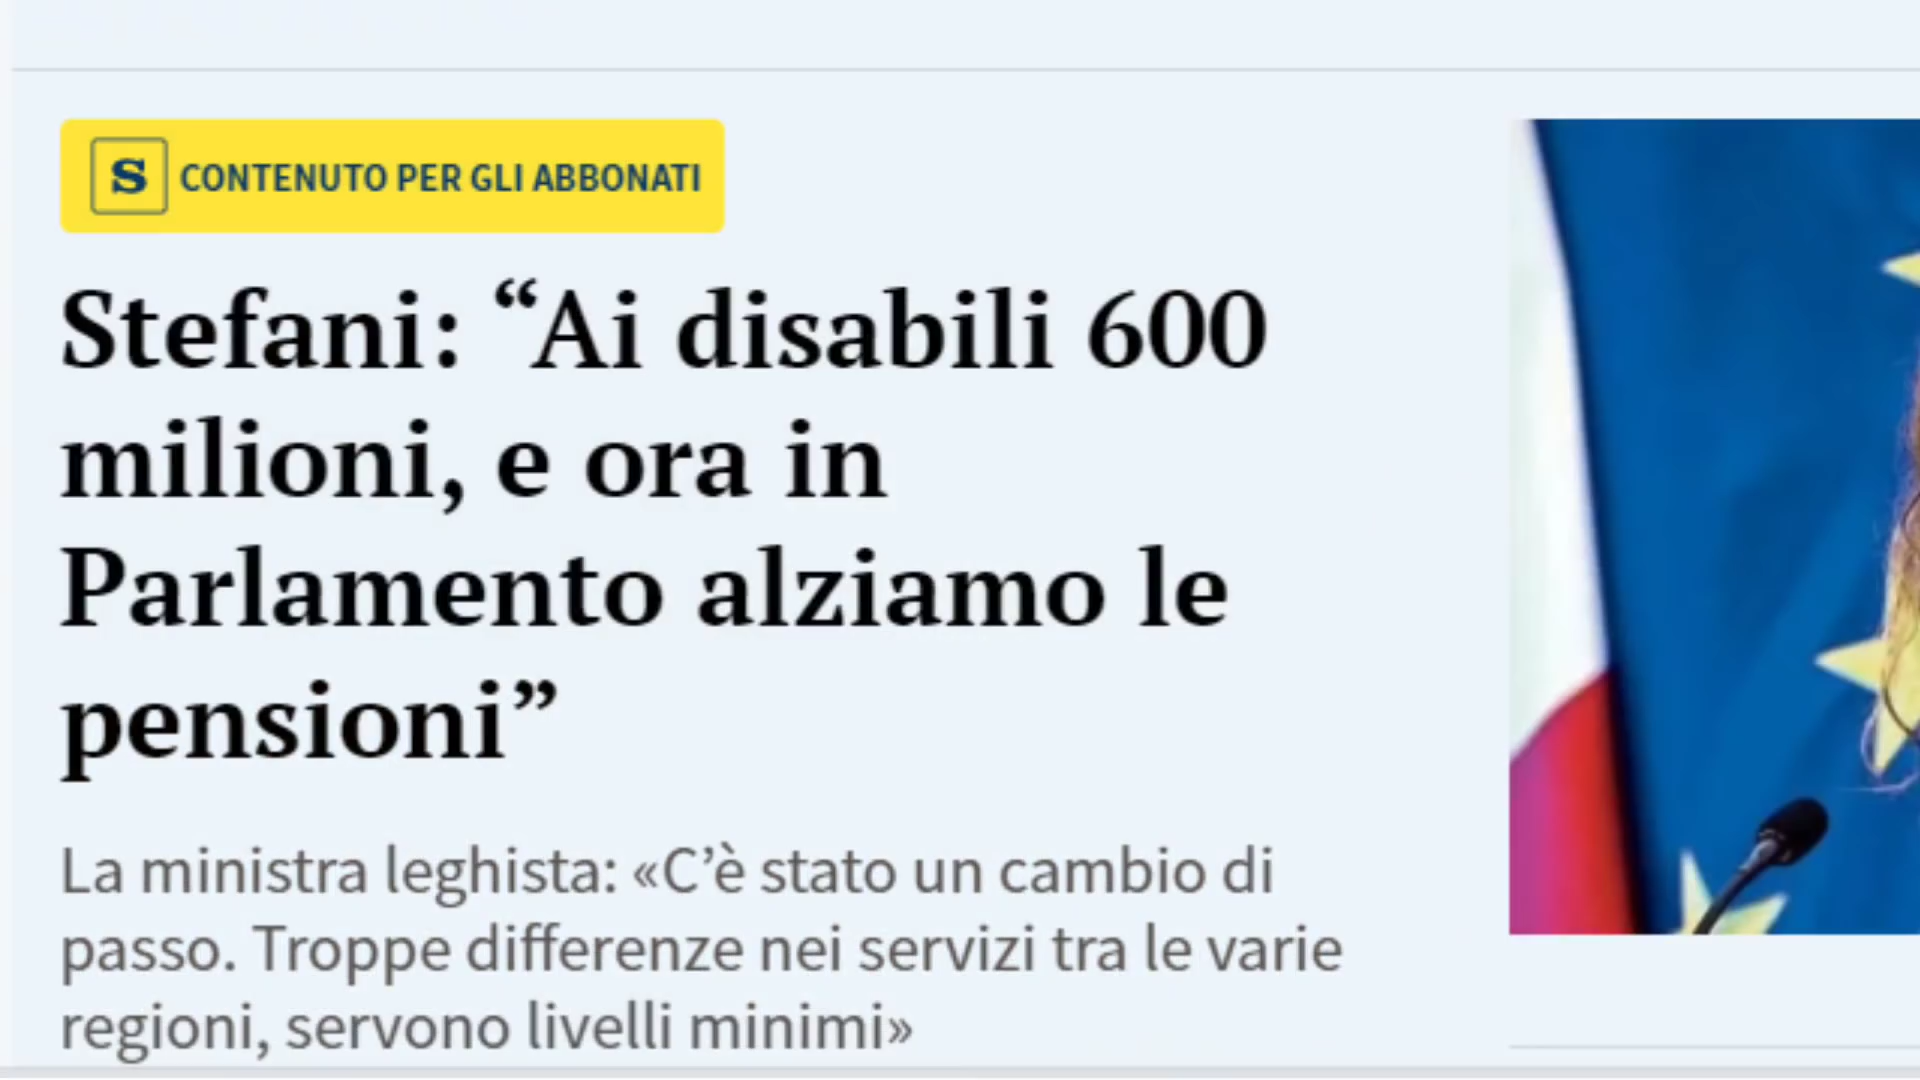 S CONTENUTO PER GLI ABBONATI
Stefani: “Ai disabili 600
milioni, e ora in
Parlamento alziamo le
pensioni”
La ministra leghista: «C’è stato un cambio di
passo. Troppe differenze nei servizi tra le varie
regioni, servono livelli minimi»